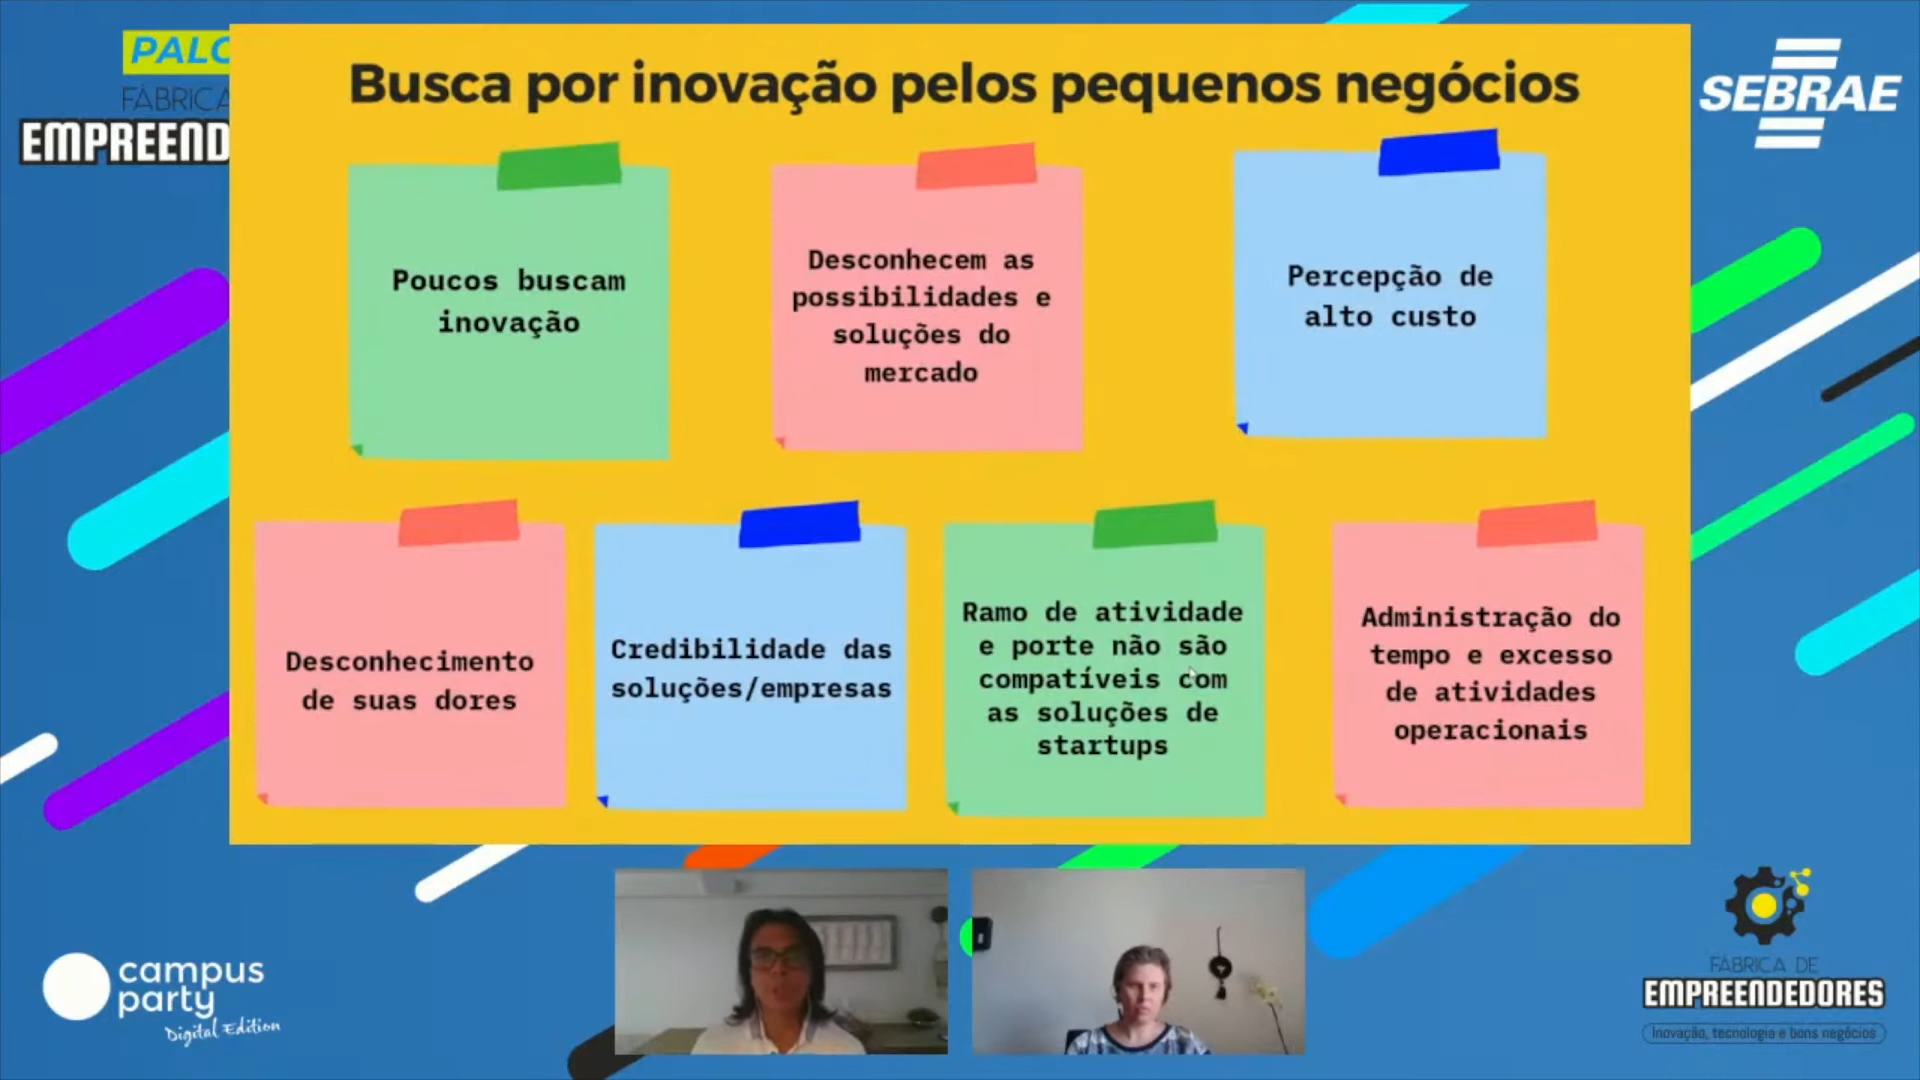 PALC
FÁBRICA
EMPREEND
Busca por inovação pelos pequenos negócios
SEBRAE
Poucos buscam
inovação
Desconhecem as
possibilidades e
soluções do
mercado
Percepção de
alto custo
Desconhecimento
de suas dores
Credibilidade das
soluções/empresas
Ramo de atividade
e porte não são
compatíveis com
as soluções de
startups
Administração do
tempo e excesso
de atividades
operacionais
campus
party
Digital Edition
FÁBRICA DE
EMPREENDEDORES
Inovação, tecnologia e bons negócios